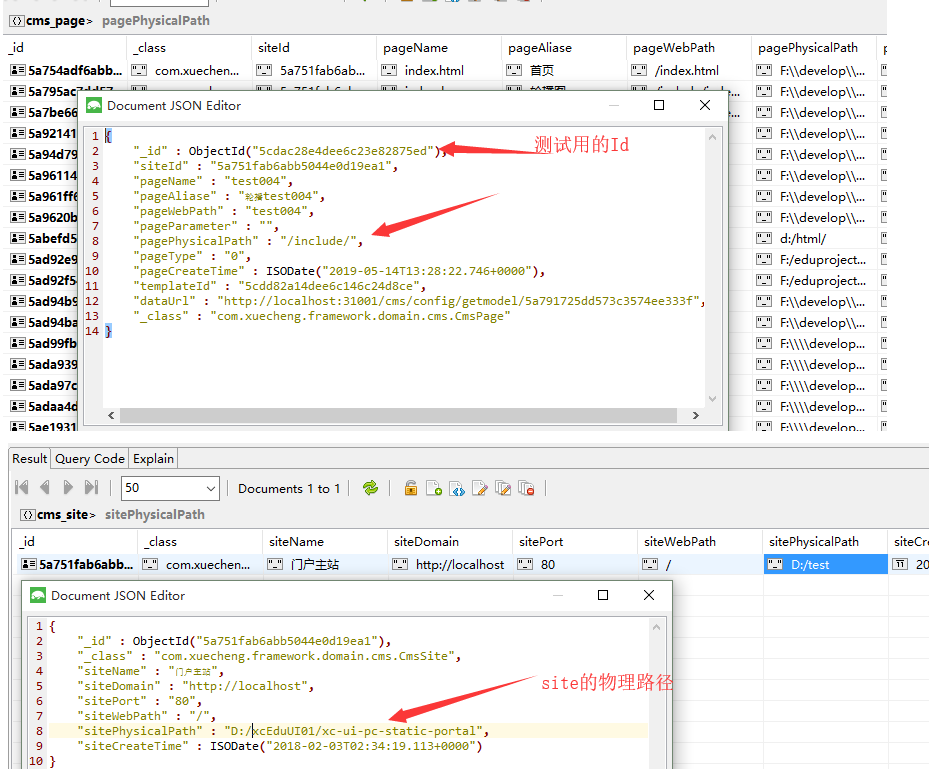 cms_page> pagePhysicalPath
_id _class siteId pageName pageAliase pageWebPath pagePhysicalPath
5a754adf6abb... com.xuechen... 5a751fab6ab... index.html 首页 /index.html F:\\develop\\...
5a795ac7dd57... F:\\develop\\...
Document JSON Editor
5a7be66 F:\\develop\\...
5a92141 F:\\develop\\...
5a94d79 F:\\develop\\...
5a96114 F:\\develop\\...
5a961ff6 F:\\develop\\...
5a9620b F:\\develop\\...
5abefd5 d:/html/
5ad92e9 F:/eduproject...
5ad92f5 F:/eduproject...
5ad94b9 F:\\develop\\...
5ad94ba F:\\develop\\...
5ad99fb F:\\\\develop...
5ada939 F:\\\\develop...
5ada97c F:\\\\develop...
5adaa4d F:\\\\develop...
5ae1931 F:\\\\develop...
1 {
2 "_id" : ObjectId("5cdac28e4dee6c23e82875ed"),
测试用的Id
3 "siteId" : "5a751fab6abb5044e0d19ea1",
4 "pageName" : "test004",
5 "pageAliase" : "轮播test004",
6 "pageWebPath" : "test004",
7 "pageParameter" : "",
8 "pagePhysicalPath" : "/include/",
9 "pageType" : "0",
10 "pageCreateTime" : ISODate("2019-05-14T13:28:22.746+0000"),
11 "templateId" : "5cdd82a14dee6c146c24d8ce",
12 "dataUrl" : "http://localhost:31001/cms/config/getmodel/5a791725dd573c3574ee333f",
13 "_class" : "com.xuecheng.framework.domain.cms.CmsPage"
14 }
Result Query Code Explain
50 Documents 1 to 1
cms_site> sitePhysicalPath
_id _class siteName siteDomain sitePort siteWebPath sitePhysicalPath siteCre
5a751fab6abb... com.xuechen... 门户主站 http://localhost 80 / D:/test 20
Document JSON Editor
1 {
2 "_id" : ObjectId("5a751fab6abb5044e0d19ea1"),
3 "_class" : "com.xuecheng.framework.domain.cms.CmsSite",
4 "siteName" : "门户主站",
5 "siteDomain" : "http://localhost",
site的物理路径
6 "sitePort" : "80",
7 "siteWebPath" : "/",
8 "sitePhysicalPath" : "D:/xcEduUI01/xc-ui-pc-static-portal",
9 "siteCreateTime" : ISODate("2018-02-03T02:34:19.113+0000")
10 }